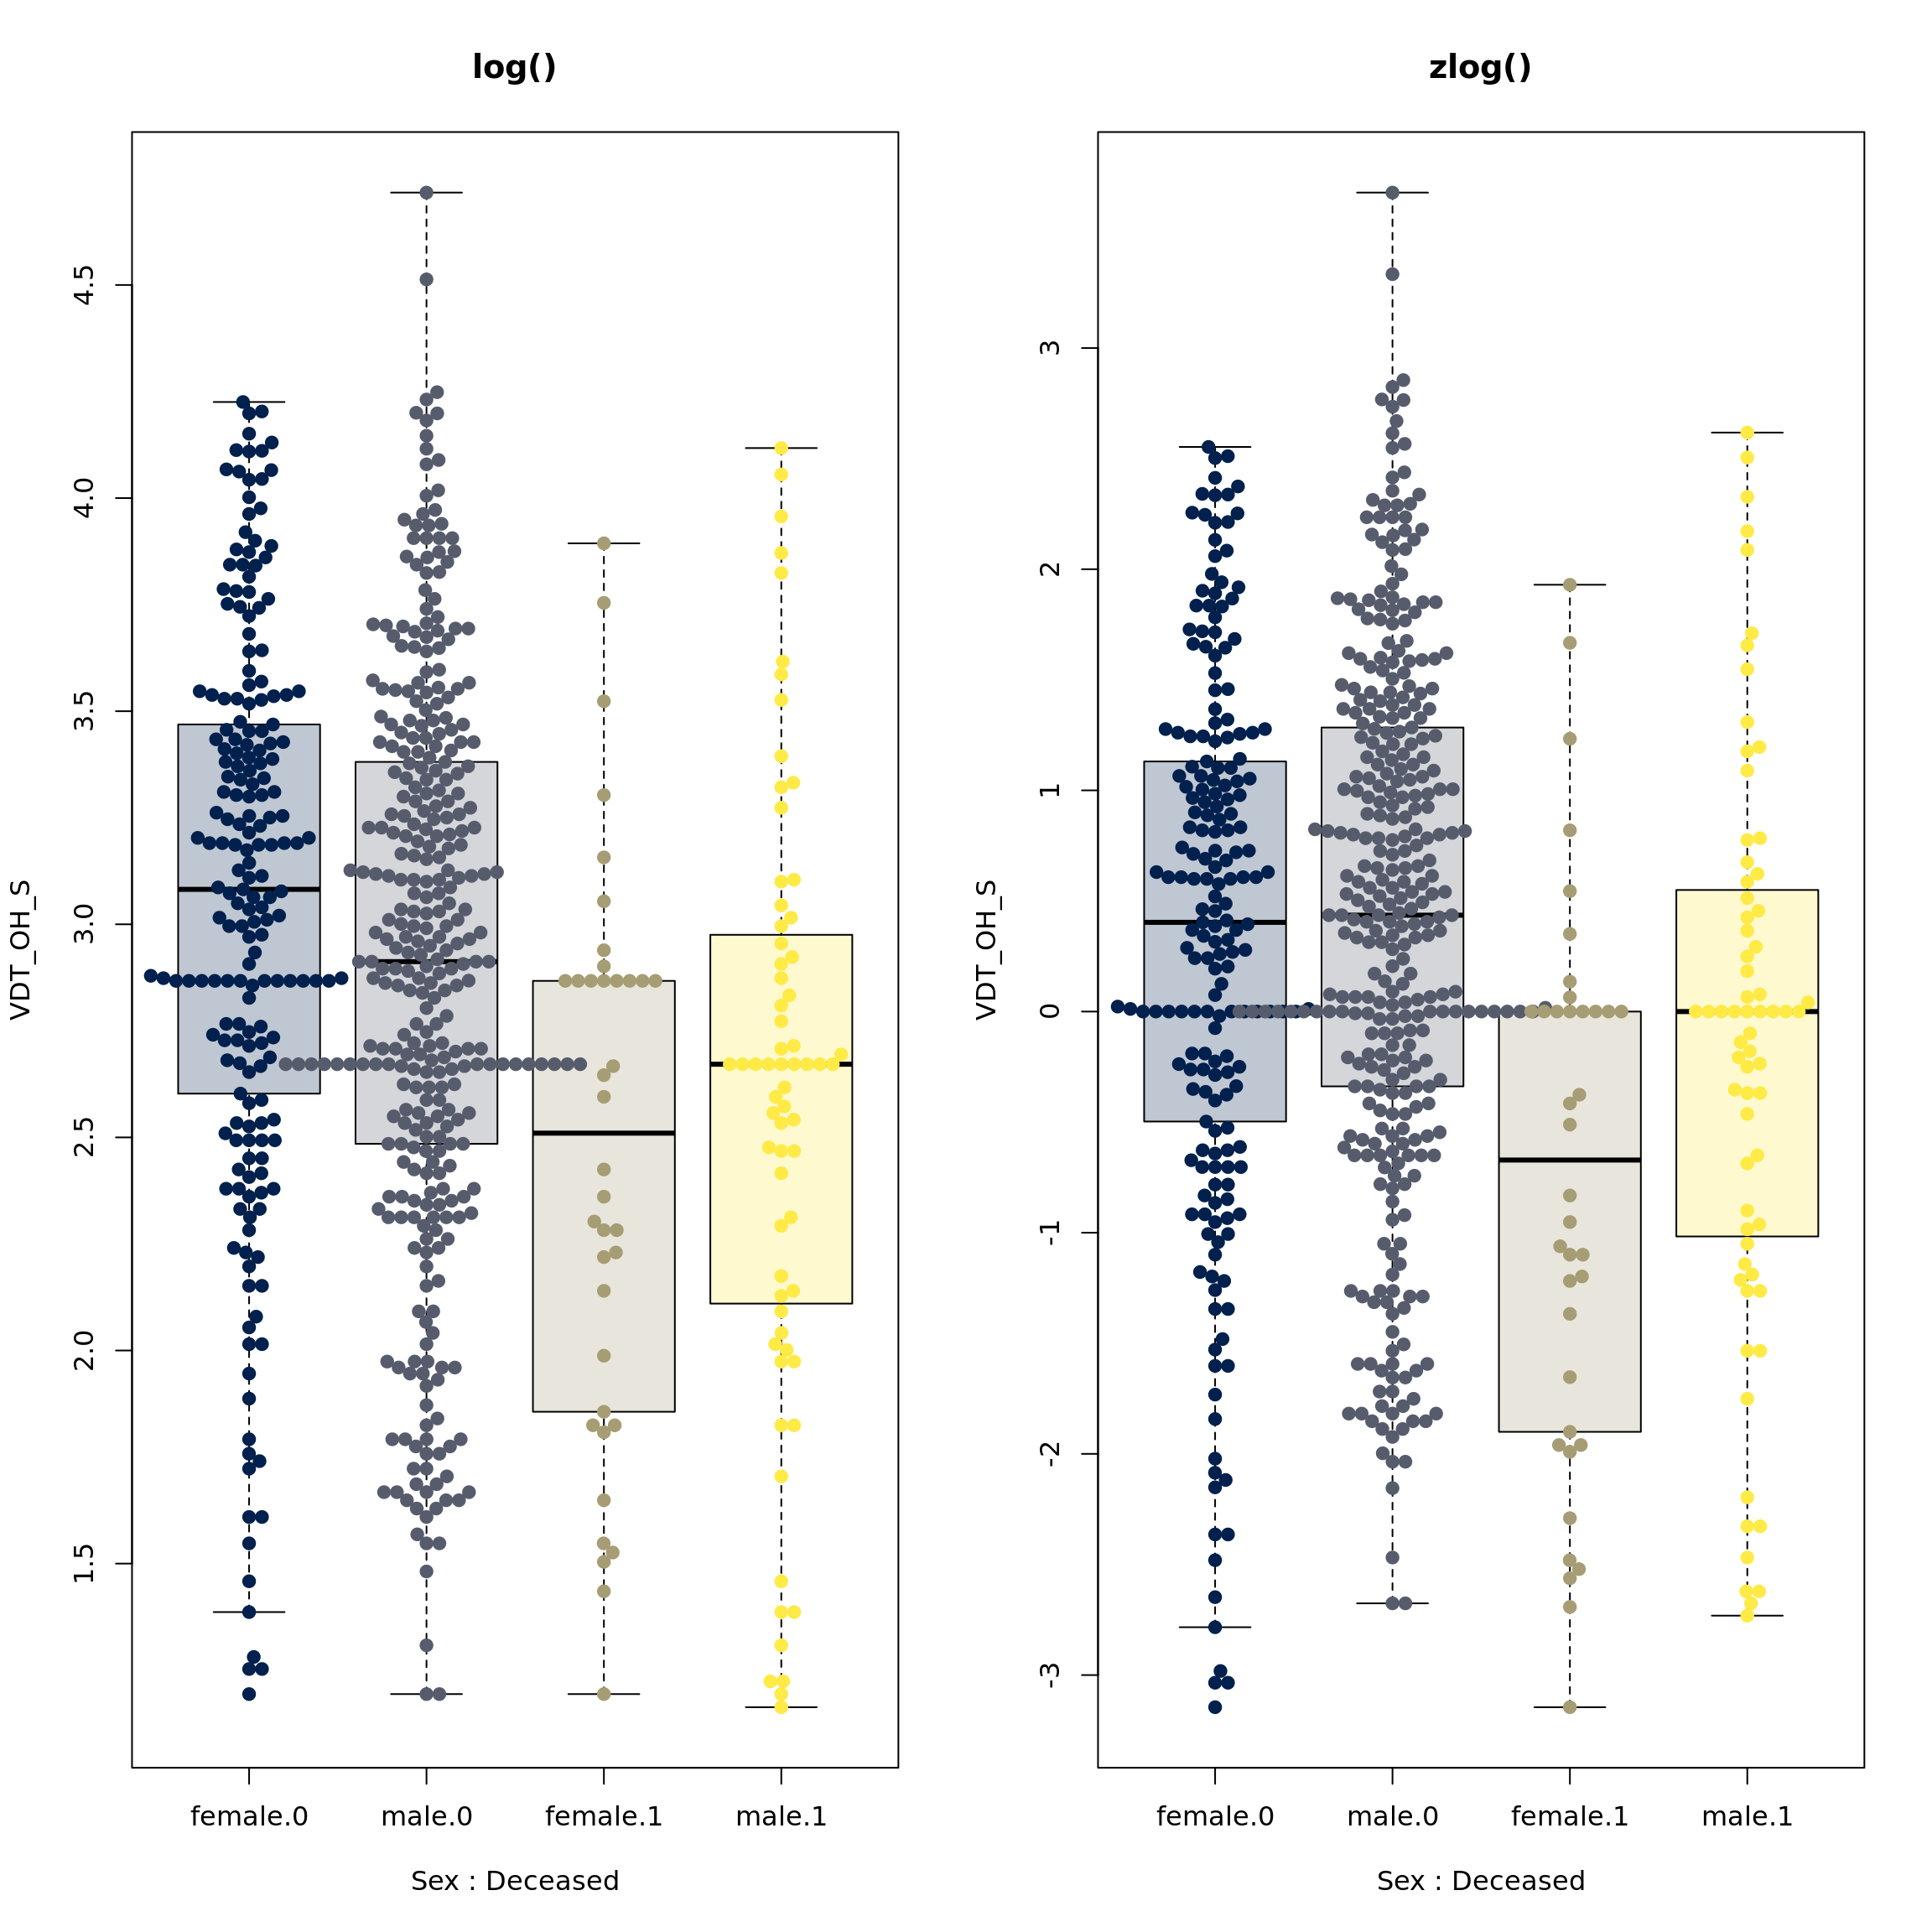 log()
VDT_OH_S
4.5
4.0
3.5
3.0
2.5
2.0
1.5
female.0 male.0 female.1 male.1
Sex : Deceased
zlog()
VDT_OH_S
3
2
1
0
-1
-2
-3
female.0 male.0 female.1 male.1
Sex : Deceased